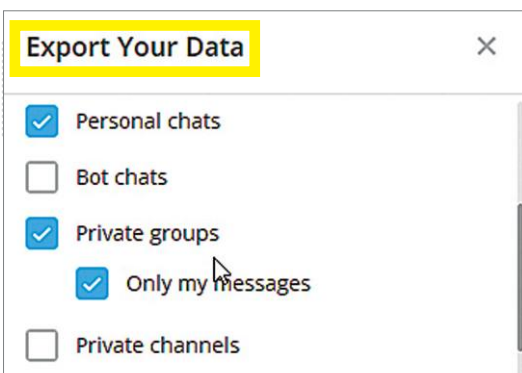 Export Your Data
Personal chats
Bot chats
Private groups
Only my messages
Private channels